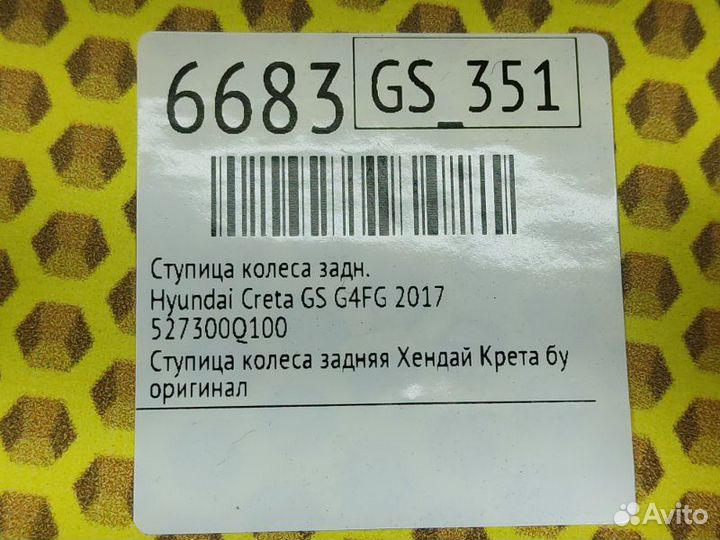 6683 GS_351
Ступица колеса задн.
Hyundai Creta GS G4FG 2017
527300Q100
Ступица колеса задняя Хендай Крета бу
оригинал
Avito